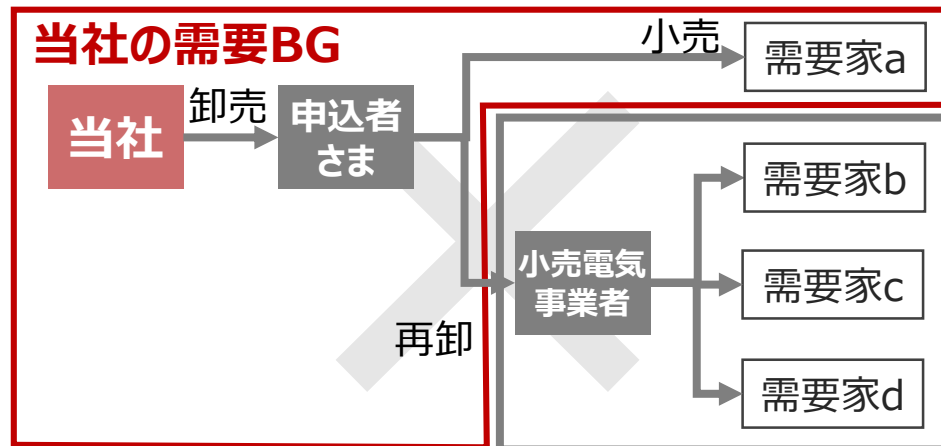 当社の需要BG
小売
需要家a
卸売
当社
申込者
さま
需要家b
小売電気
事業者
需要家c
再卸
需要家d